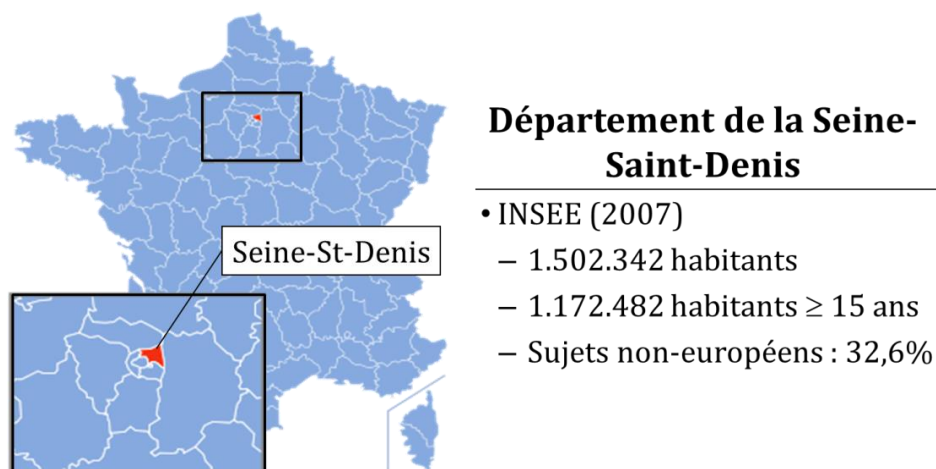 Département de la Seine-
Saint-Denis
Seine-St-Denis
• INSEE (2007)
– 1.502.342 habitants
– 1.172.482 habitants ≥ 15 ans
– Sujets non-européens : 32,6%